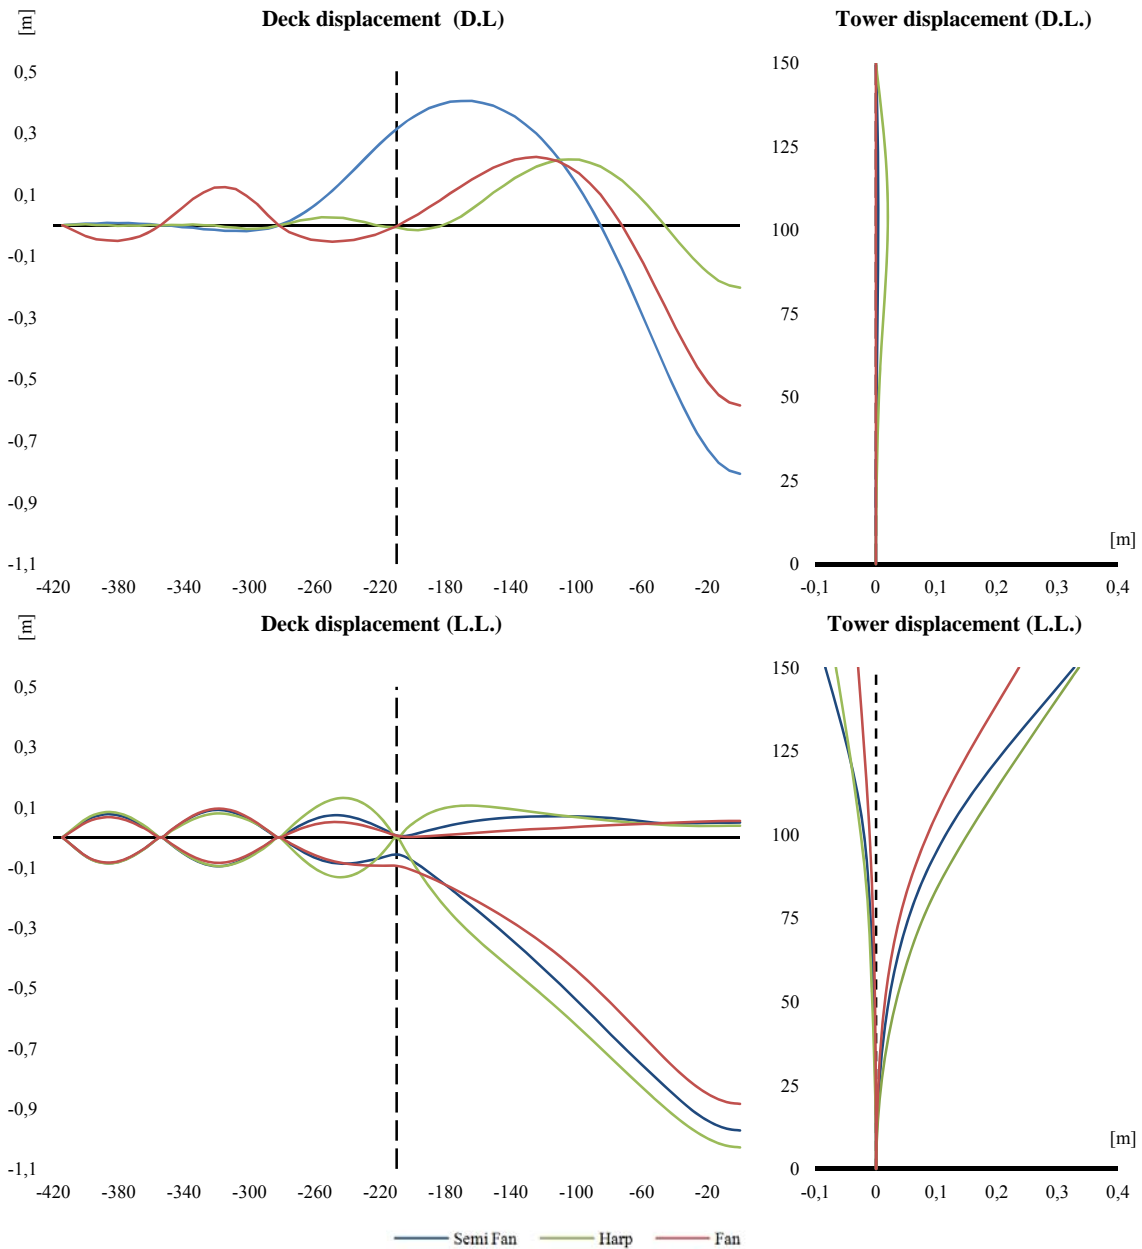 [m]
Deck displacement (D.L)
0,5
0,3
0,1
-0,1
-0,3
-0,5
-0,7
-0,9
-1,1
-420 -380 -340 -300 -260 -220 -180 -140 -100 -60 -20
Tower displacement (D.L.)
150
125
100
75
50
25
0
[m]
-0,1 0 0,1 0,2 0,3 0,4
[m]
Deck displacement (L.L.)
0,5
0,3
0,1
-0,1
-0,3
-0,5
-0,7
-0,9
-1,1
-420 -380 -340 -300 -260 -220 -180 -140 -100 -60 -20
Tower displacement (L.L.)
150
125
100
75
50
25
0
[m]
-0,1 0 0,1 0,2 0,3 0,4
Semi Fan Harp Fan